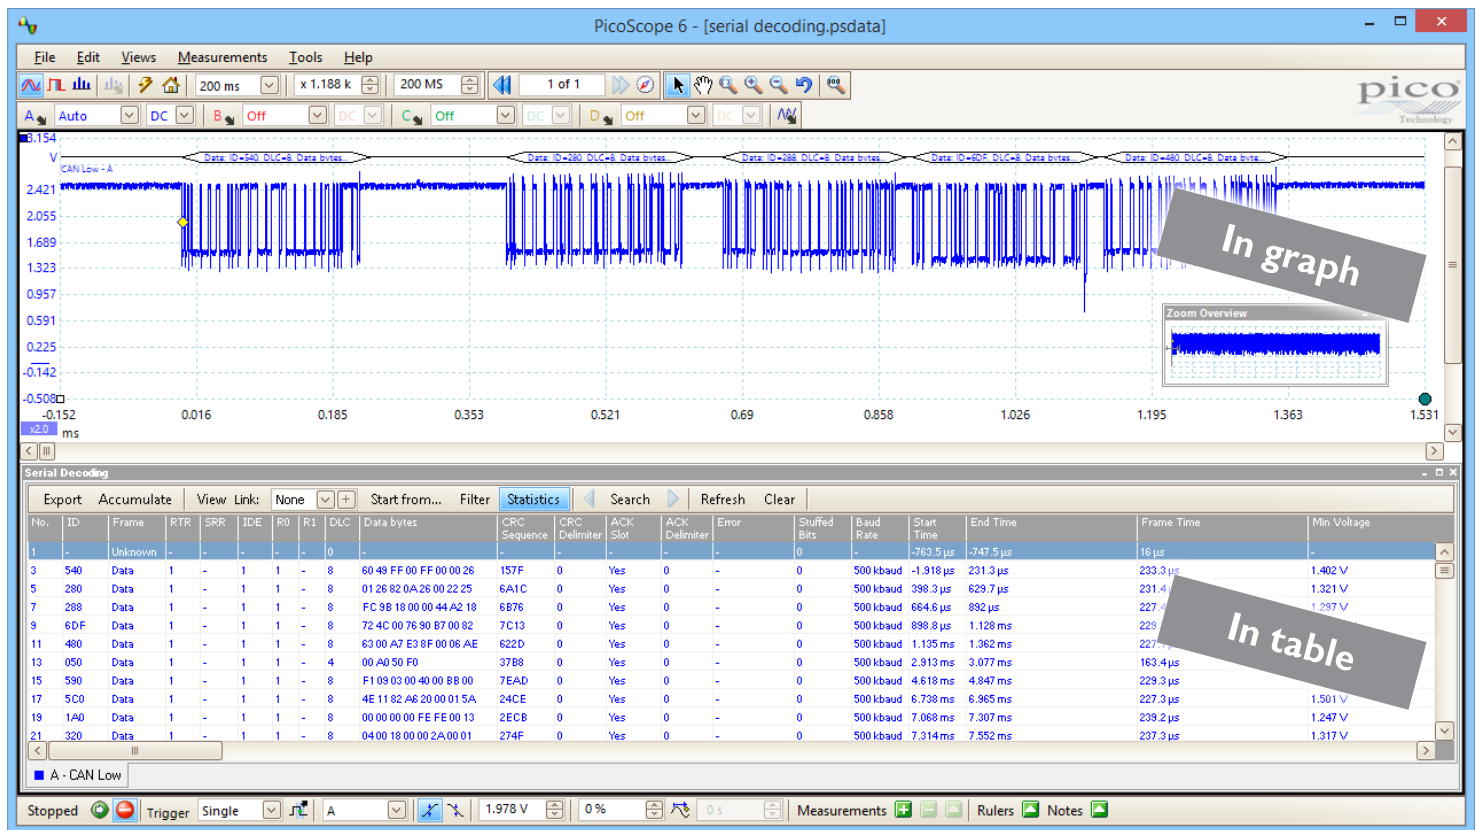 PicoScope 6 - [serial decoding.psdata]
File Edit Views Measurements Tools Help
200 ms x 1.188 k 200 MS 1 of 1
pico
Technology
A Auto DC B Off DC C Off DC D Off DC
3.154
V
Data: ID=540, DLC=8, Data bytes... Data: ID=280, DLC=8, Data bytes... Data: ID=288, DLC=8, Data bytes... Data: ID=6DF, DLC=8, Data bytes... Data: ID=480, DLC=8, Data byte...
CAN Low - A
2.421
2.055
1.689
1.323
0.957
0.591
0.225
-0.142
-0.508
In graph
Zoom Overview
-0.152 0.016 0.185 0.353 0.521 0.69 0.858 1.026 1.195 1.363 1.531
x2.0 ms
Serial Decoding
Export Accumulate View Link: None Start from... Filter Statistics Search Refresh Clear
No. ID Frame RTR SRR IDE R0 R1 DLC Data bytes CRC Sequence CRC Delimiter ACK Slot ACK Delimiter Error Stuffed Bits Baud Rate Start Time End Time Frame Time Min Voltage
1 - Unknown - - - - - 0 - - - - - - 0 - -763.5 µs -747.5 µs 16 µs -
3 540 Data 1 - 1 1 - 8 60 49 FF 00 FF 00 00 26 157F 0 Yes 0 - 0 500 kbaud -1.918 µs 231.3 µs 233.3 µs 1.402 V
5 280 Data 1 - 1 1 - 8 01 26 82 0A 26 00 22 25 6A1C 0 Yes 0 - 0 500 kbaud 398.3 µs 629.7 µs 231.4 µs 1.321 V
7 288 Data 1 - 1 1 - 8 FC 9B 18 00 00 44 A2 18 6B76 0 Yes 0 - 0 500 kbaud 664.6 µs 892 µs 227.4 1.297 V
9 6DF Data 1 - 1 1 - 8 72 4C 00 76 90 B7 00 82 7C13 0 Yes 0 - 0 500 kbaud 898.8 µs 1.128 ms 229
11 480 Data 1 - 1 1 - 8 63 00 A7 E3 8F 00 06 AE 622D 0 Yes 0 - 0 500 kbaud 1.135 ms 1.362 ms 227.1 µs
13 050 Data 1 - 1 1 - 4 00 A0 50 F0 37B8 0 Yes 0 - 0 500 kbaud 2.913 ms 3.077 ms 163.4 µs
15 590 Data 1 - 1 1 - 8 F1 09 03 00 40 00 BB 00 7EAD 0 Yes 0 - 0 500 kbaud 4.618 ms 4.847 ms 229.3 µs
17 5C0 Data 1 - 1 1 - 8 4E 11 82 A6 20 00 01 5A 24CE 0 Yes 0 - 0 500 kbaud 6.738 ms 6.965 ms 227.3 µs 1.501 V
19 1A0 Data 1 - 1 1 - 8 00 00 00 00 FE FE 00 13 2ECB 0 Yes 0 - 0 500 kbaud 7.068 ms 7.307 ms 239.2 µs 1.247 V
21 320 Data 1 - 1 1 - 8 04 00 18 00 00 2A 00 01 274F 0 Yes 0 - 0 500 kbaud 7.314 ms 7.552 ms 237.3 µs 1.317 V
In table
A - CAN Low
Stopped Trigger Single A 1.978 V 0 % 0 s Measurements Rulers Notes